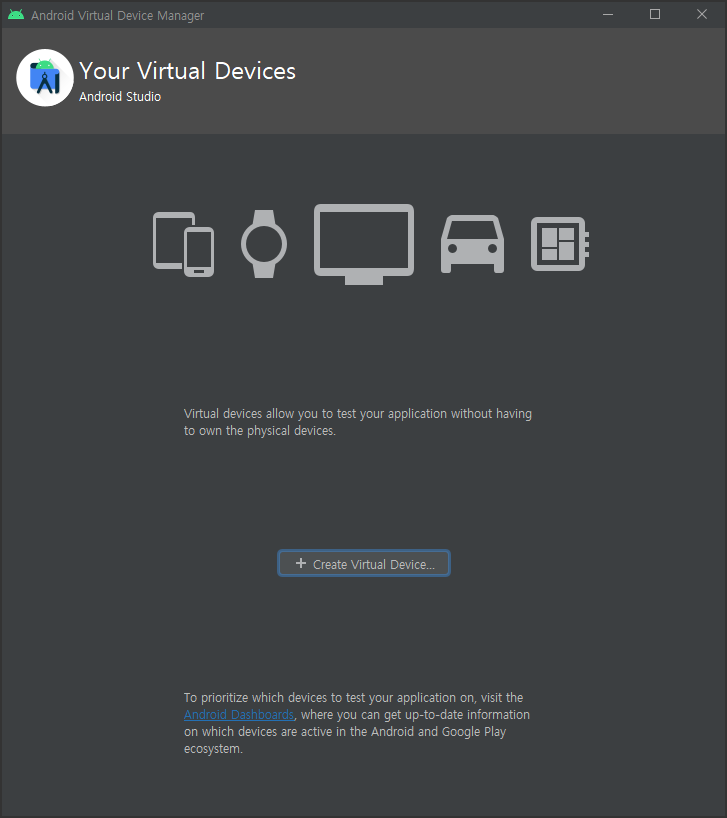 Android Virtual Device Manager
Your Virtual Devices
Android Studio
Virtual devices allow you to test your application without having
to own the physical devices.
+ Create Virtual Device...
To prioritize which devices to test your application on, visit the
Android Dashboards, where you can get up-to-date information
on which devices are active in the Android and Google Play
ecosystem.